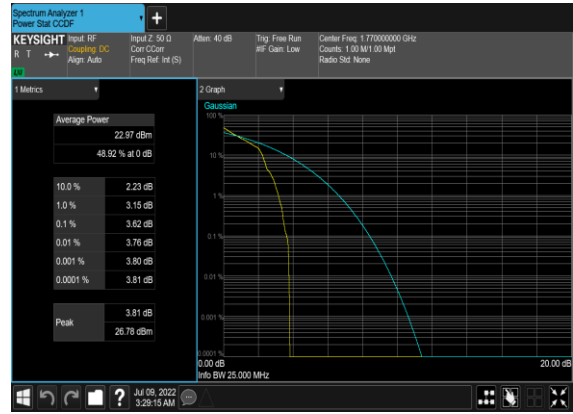 Spectrum Analyzer 1
Power Stat CCDF
KEYSIGHT
R T
LW
Input: RF
Coupling: DC
Align: Auto
Input Z: 50 Ω
Corr CCorr
Freq Ref: Int (S)
Atten: 40 dB
Trig: Free Run
#IF Gain: Low
Center Freq: 1.770000000 GHz
Counts: 1.00 M/1.00 Mpt
Radio Std: None
1 Metrics
Average Power
22.97 dBm
48.92 % at 0 dB
10.0 % 2.23 dB
1.0 % 3.15 dB
0.1 % 3.62 dB
0.01 % 3.76 dB
0.001 % 3.80 dB
0.0001 % 3.81 dB
Peak
3.81 dB
26.78 dBm
2 Graph
Gaussian
100 %
10 %
1 %
0.1 %
0.01 %
0.001 %
0.0001 %
0.00 dB 20.00 dB
Info BW 25.000 MHz
?
Jul 09, 2022
3:29:15 AM